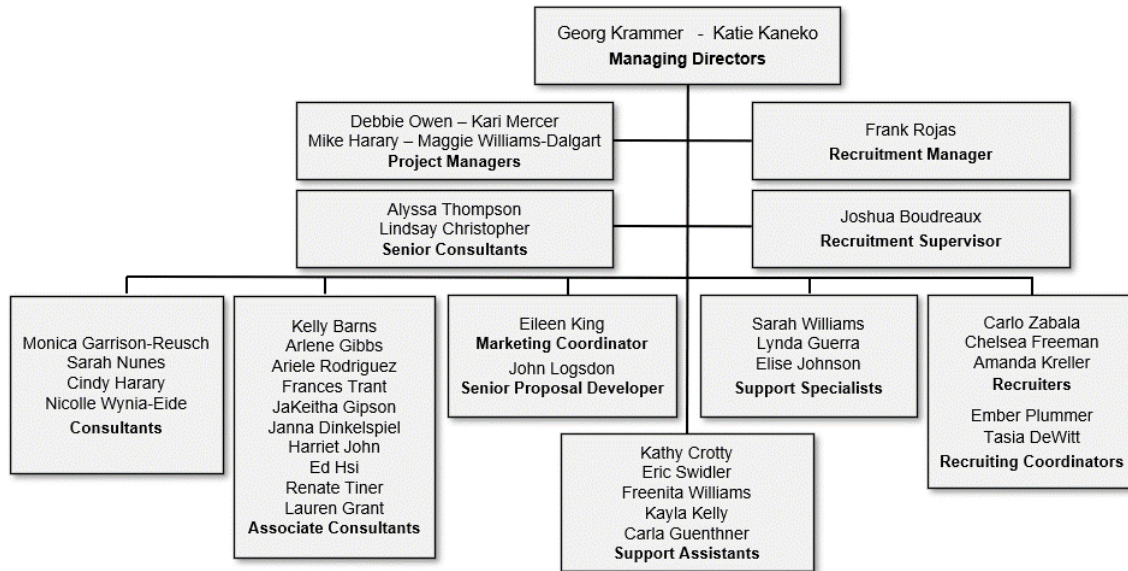 Georg Krammer - Katie Kaneko
Managing Directors
Debbie Owen – Kari Mercer
Mike Harary – Maggie Williams-Dalgart
Project Managers
Frank Rojas
Recruitment Manager
Alyssa Thompson
Lindsay Christopher
Senior Consultants
Joshua Boudreaux
Recruitment Supervisor
Monica Garrison-Reusch
Sarah Nunes
Cindy Harary
Nicolle Wynia-Eide
Consultants
Kelly Barns
Arlene Gibbs
Ariele Rodriguez
Frances Trant
JaKeitha Gipson
Janna Dinkelspiel
Harriet John
Ed Hsi
Renate Tiner
Lauren Grant
Associate Consultants
Eileen King
Marketing Coordinator
John Logsdon
Senior Proposal Developer
Sarah Williams
Lynda Guerra
Elise Johnson
Support Specialists
Carlo Zabala
Chelsea Freeman
Amanda Kreller
Recruiters
Ember Plummer
Tasia DeWitt
Recruiting Coordinators
Kathy Crotty
Eric Swidler
Freenita Williams
Kayla Kelly
Carla Guenthner
Support Assistants